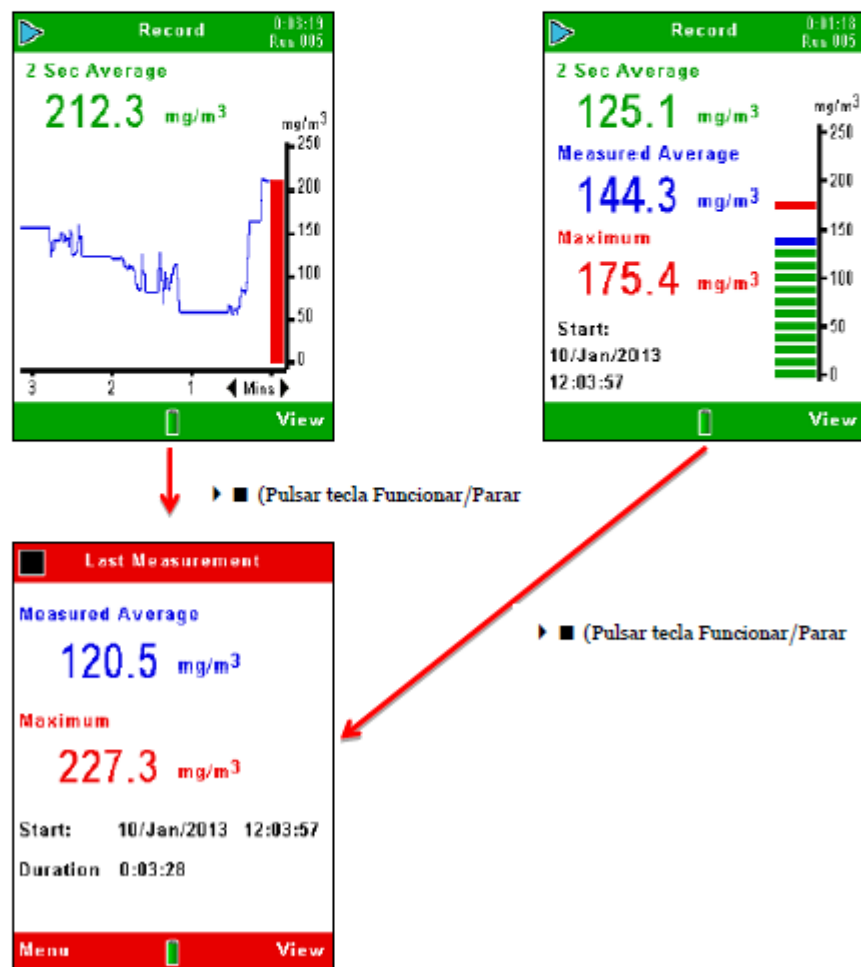 Record
0:03:19
Run 005
2 Sec Average
212.3 mg/m3
mg/m3
250
200
150
100
50
0
3 2 1 Mins
View
Record
0:01:18
Run 005
2 Sec Average
125.1 mg/m3
Measured Average
144.3 mg/m3
Maximum
175.4 mg/m3
Start:
10/Jan/2013
12:03:57
mg/m3
250
200
150
100
50
0
View
(Pulsar tecla Funcionar/Parar
Last Measurement
Measured Average
120.5 mg/m3
Maximum
227.3 mg/m3
Start: 10/Jan/2013 12:03:57
Duration 0:03:28
Menu View
(Pulsar tecla Funcionar/Parar